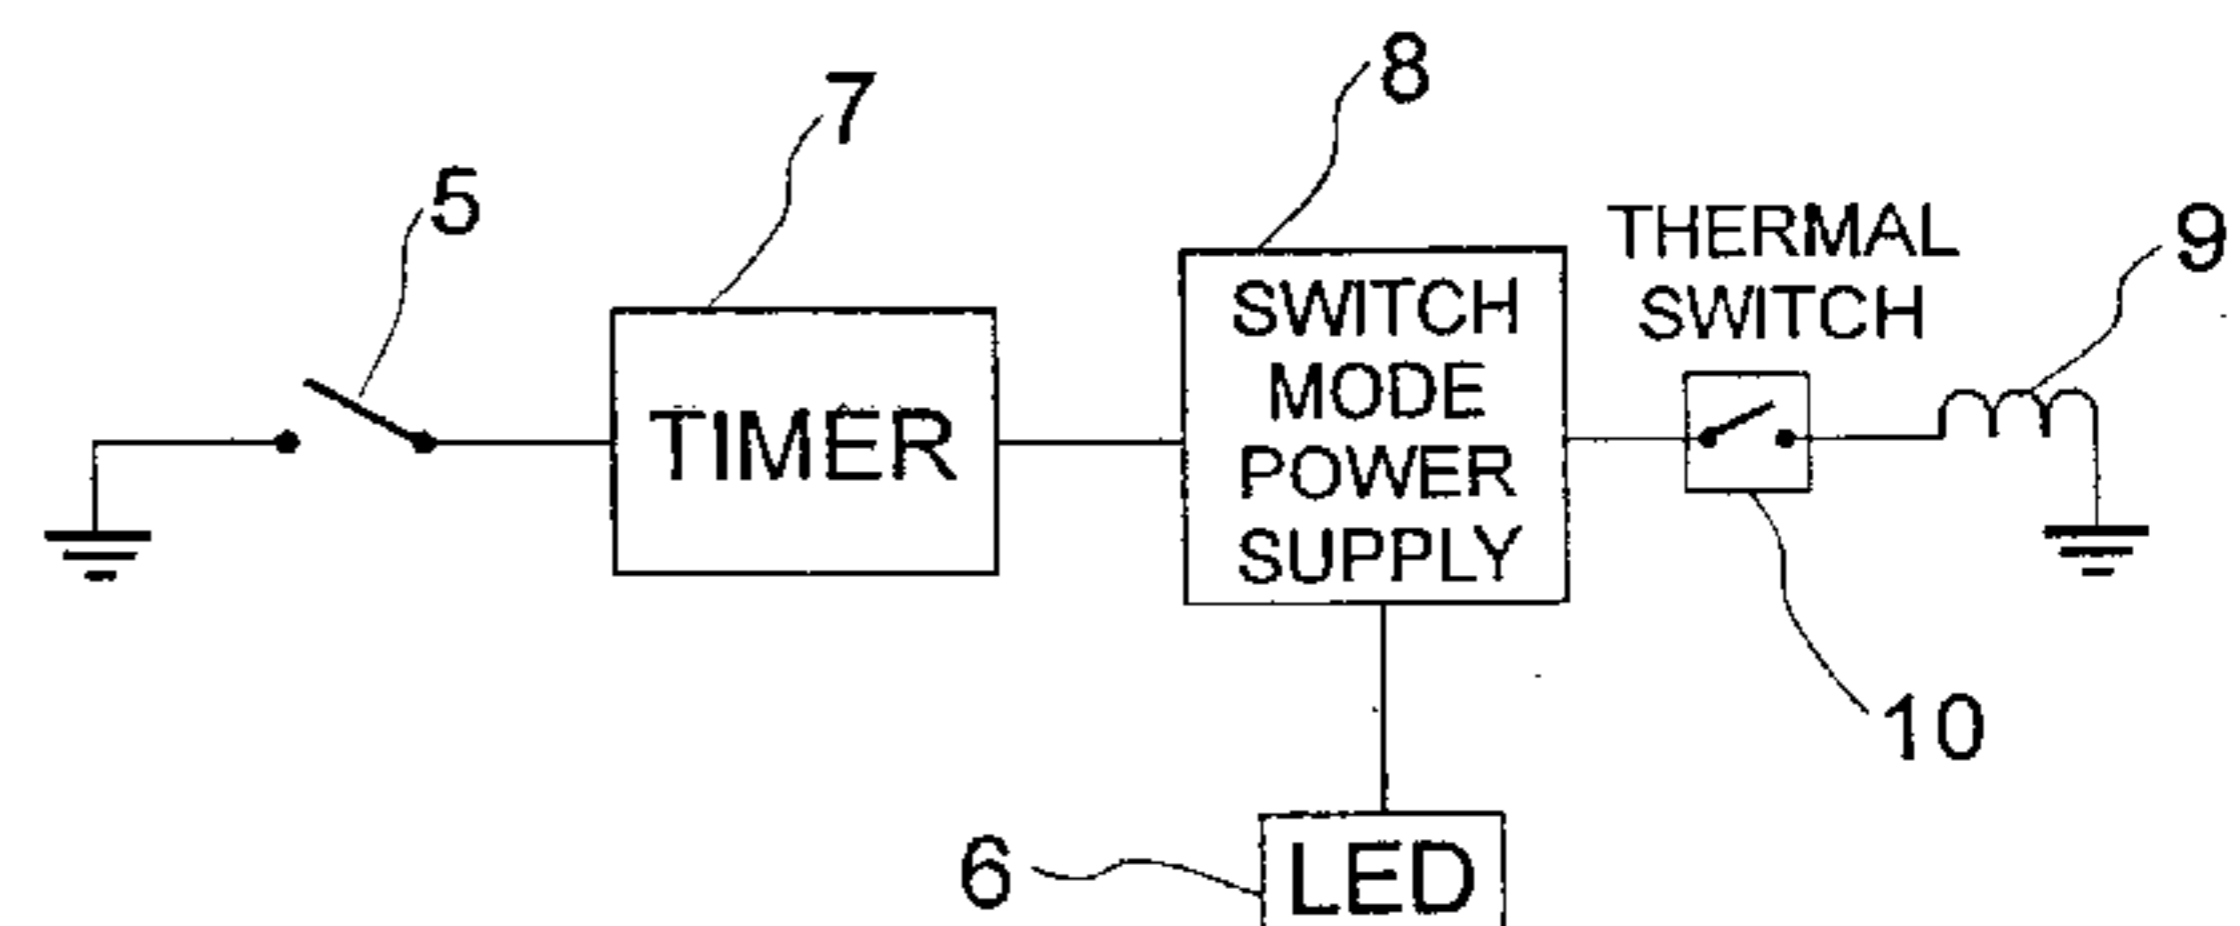 8
7
5
THERMAL
SWITCH
9
SWITCH
MODE
POWER
SUPPLY
TIMER
10
6
LED